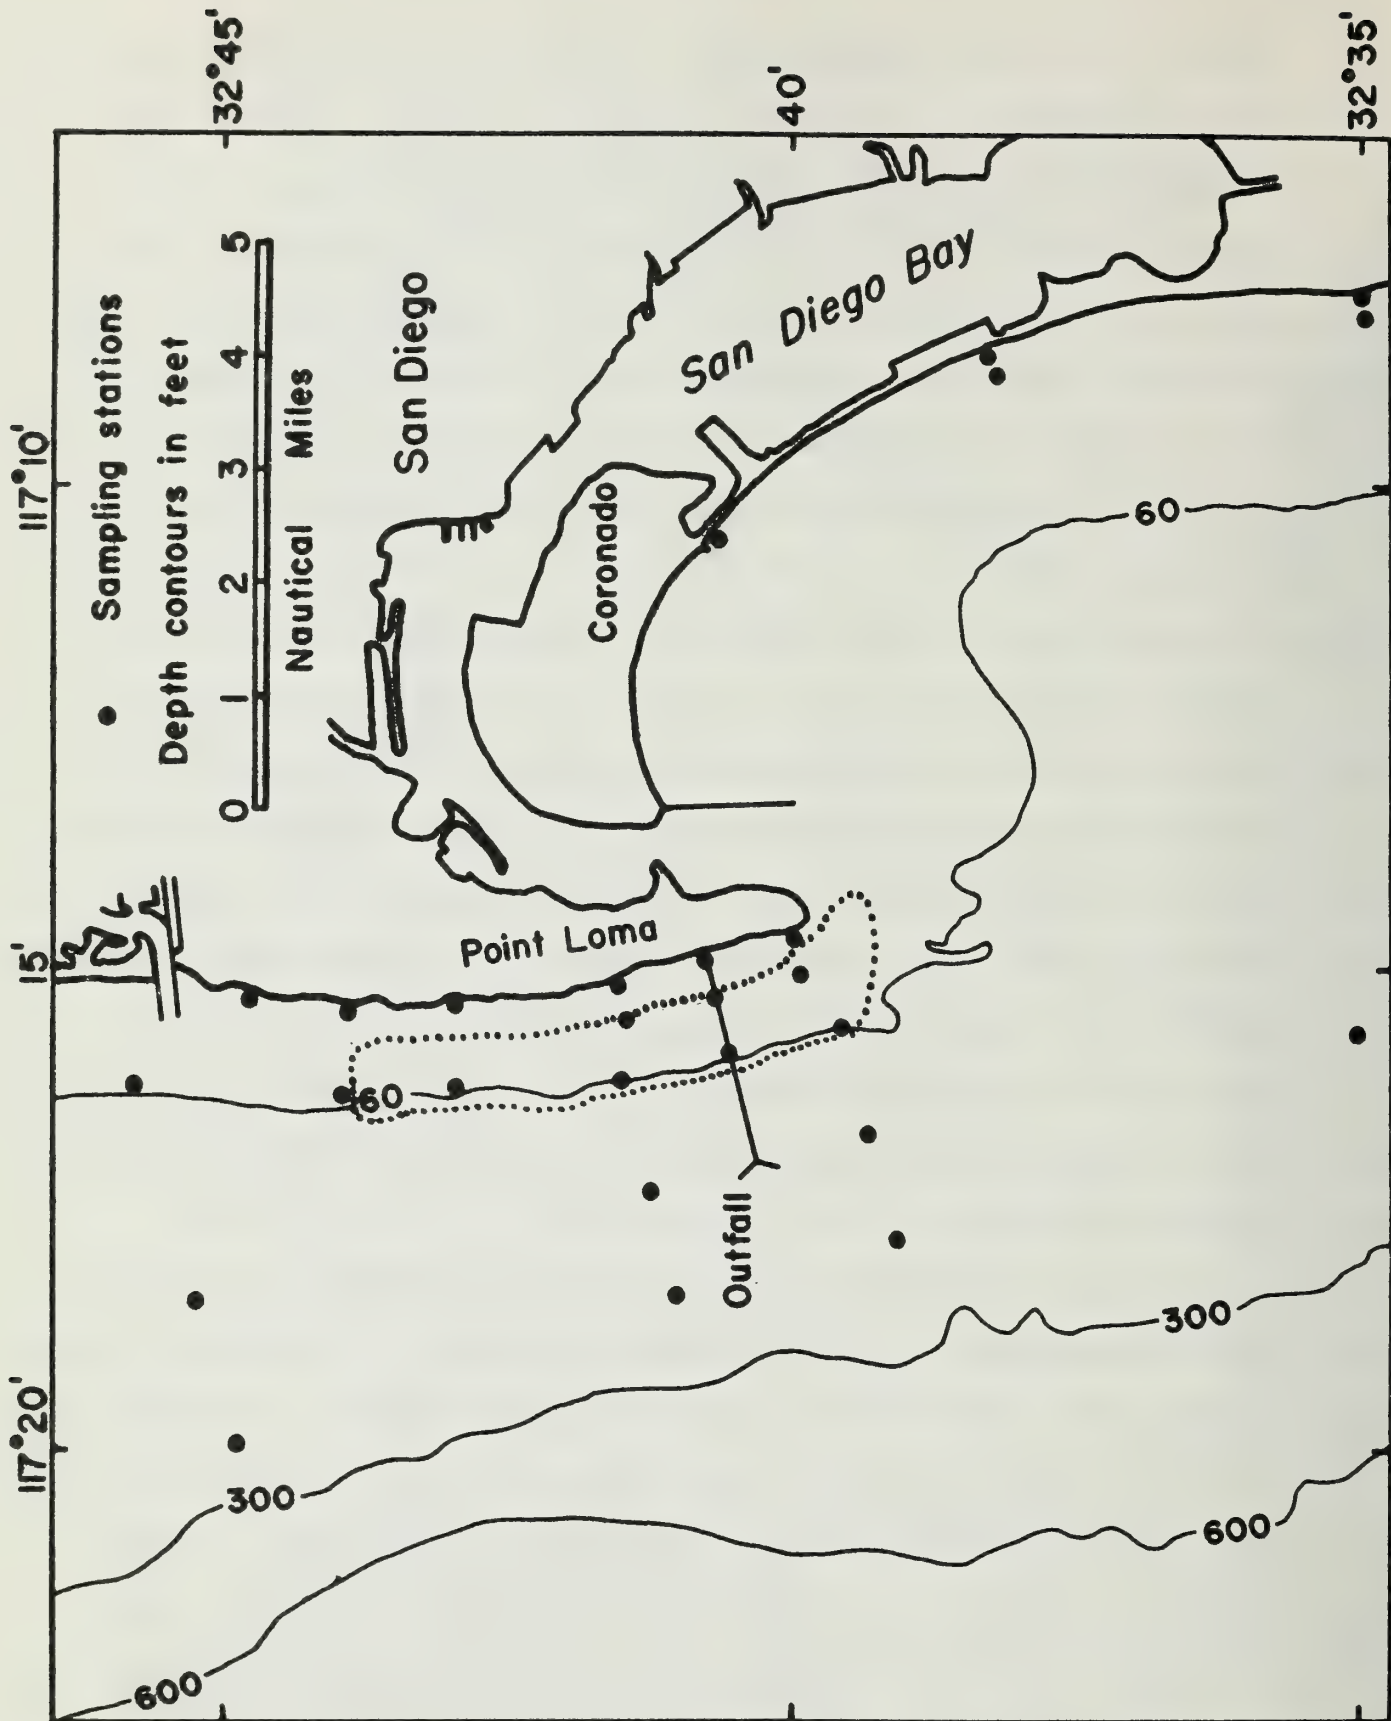 117°20'
15'
117°10'
32°45'
40'
32°35'
● Sampling stations
Depth contours in feet
0 1 2 3 4 5
Nautical Miles
San Diego
Coronado
San Diego Bay
Point Loma
Outfall
60
60
300
300
600
600